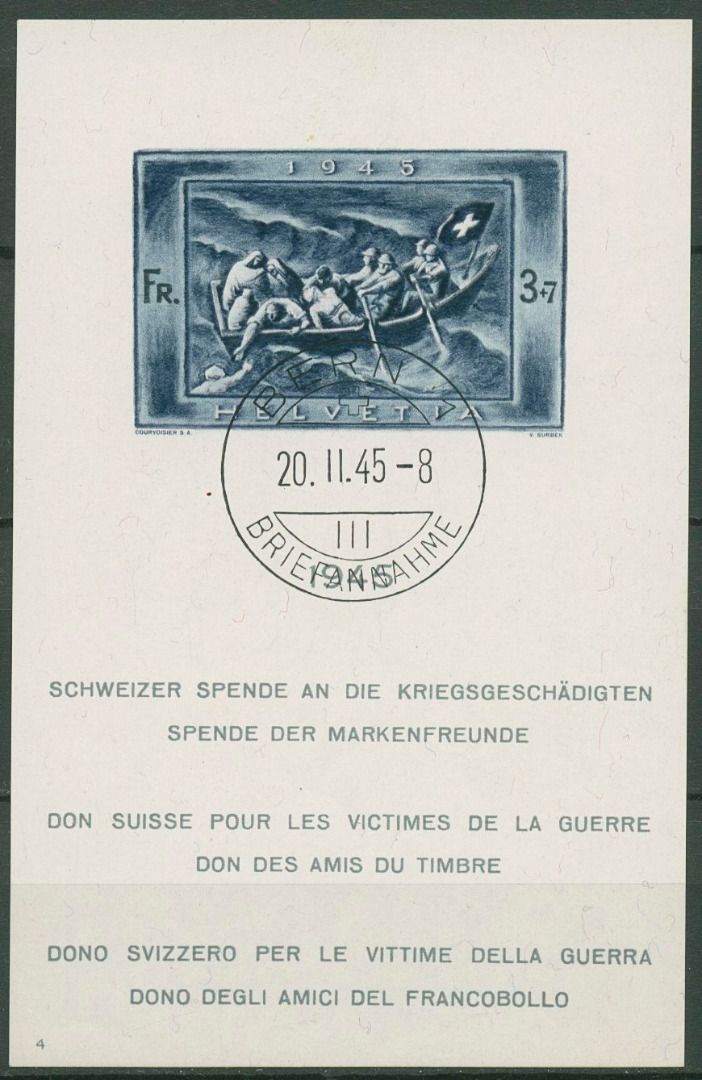 1945
FR. 3+7
HELVETIA
COURVOISIER S A. V. SURBEK
BERN 1
20. II. 45 - 8
III
BRIEFANNAHME
1945
SCHWEIZER SPENDE AN DIE KRIEGSGESCHÄDIGTEN
SPENDE DER MARKENFREUNDE
DON SUISSE POUR LES VICTIMES DE LA GUERRE
DON DES AMIS DU TIMBRE
DONO SVIZZERO PER LE VITTIME DELLA GUERRA
DONO DEGLI AMICI DEL FRANCOBOLLO
4